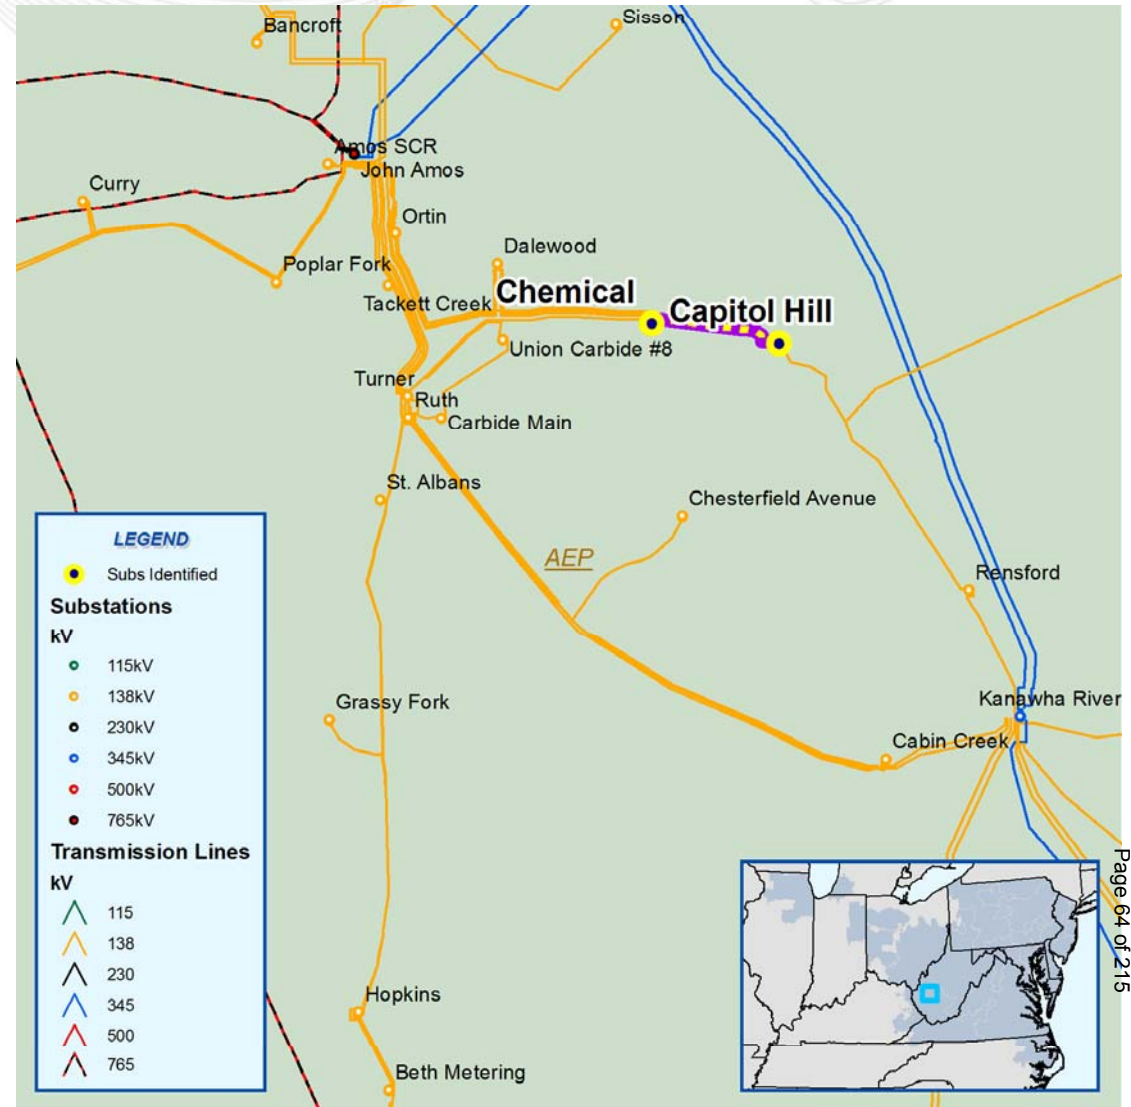 Bancroft
Sisson
Amos SCR
John Amos
Curry
Ortin
Dalewood
Poplar Fork
Tackett Creek
Chemical
Capitol Hill
Union Carbide #8
Turner
Ruth
Carbide Main
St. Albans
Chesterfield Avenue
AEP
Rensford
Kanawha River
Grassy Fork
Cabin Creek
Hopkins
Beth Metering
LEGEND
Subs Identified
Substations
kV
115kV
138kV
230kV
345kV
500kV
765kV
Transmission Lines
kV
115
138
230
345
500
765
Page 64 of 215